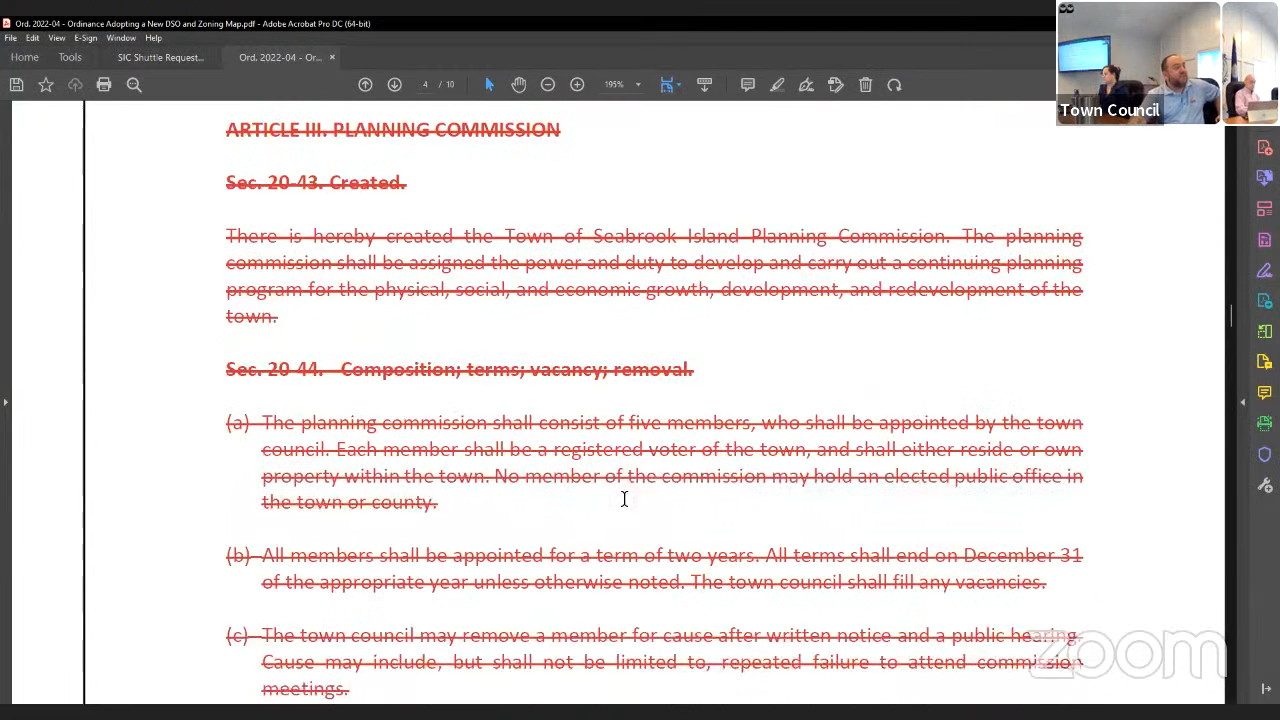 Ord. 2022-04 - Ordinance Adopting a New DSO and Zoning Map.pdf - Adobe Acrobat Pro DC (64-bit)
File Edit View E-Sign Window Help
Home Tools SIC Shuttle Request... Ord. 2022-04 - Or... ×
4 / 10 195%
Town Council
ARTICLE III. PLANNING COMMISSION
Sec. 20-43. Created.
There is hereby created the Town of Seabrook Island Planning Commission. The planning
commission shall be assigned the power and duty to develop and carry out a continuing planning
program for the physical, social, and economic growth, development, and redevelopment of the
town.
Sec. 20-44. Composition; terms; vacancy; removal.
(a) The planning commission shall consist of five members, who shall be appointed by the town
council. Each member shall be a registered voter of the town, and shall either reside or own
property within the town. No member of the commission may hold an elected public office in
the town or county.
(b) All members shall be appointed for a term of two years. All terms shall end on December 31
of the appropriate year unless otherwise noted. The town council shall fill any vacancies.
(c) The town council may remove a member for cause after written notice and a public hearing.
Cause may include, but shall not be limited to, repeated failure to attend commission
meetings.
zoom